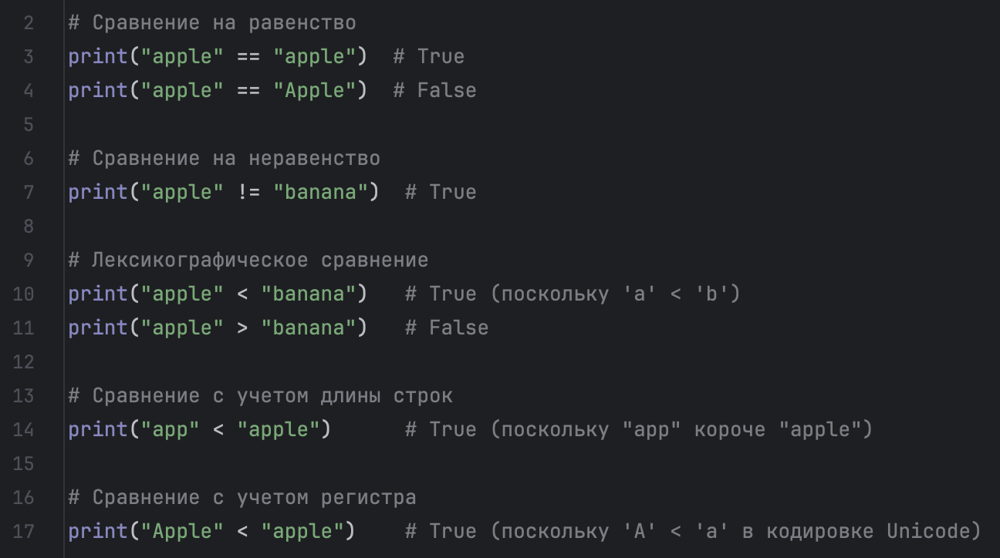 2 # Сравнение на равенство
3 print("apple" == "apple")  # True
4 print("apple" == "Apple")  # False
5
6 # Сравнение на неравенство
7 print("apple" != "banana")  # True
8
9 # Лексикографическое сравнение
10 print("apple" < "banana")   # True (поскольку 'a' < 'b')
11 print("apple" > "banana")   # False
12
13 # Сравнение с учетом длины строк
14 print("app" < "apple")      # True (поскольку "app" короче "apple")
15
16 # Сравнение с учетом регистра
17 print("Apple" < "apple")    # True (поскольку 'A' < 'a' в кодировке Unicode)